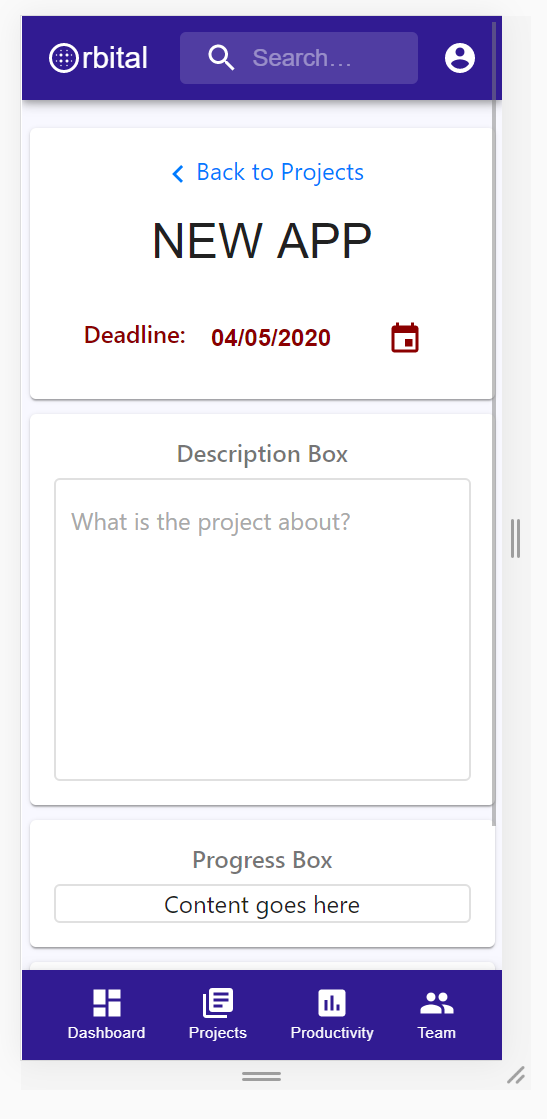 Orbital
Search...
Back to Projects
NEW APP
Deadline: 04/05/2020
Description Box
What is the project about?
Progress Box
Content goes here
Dashboard Projects Productivity Team